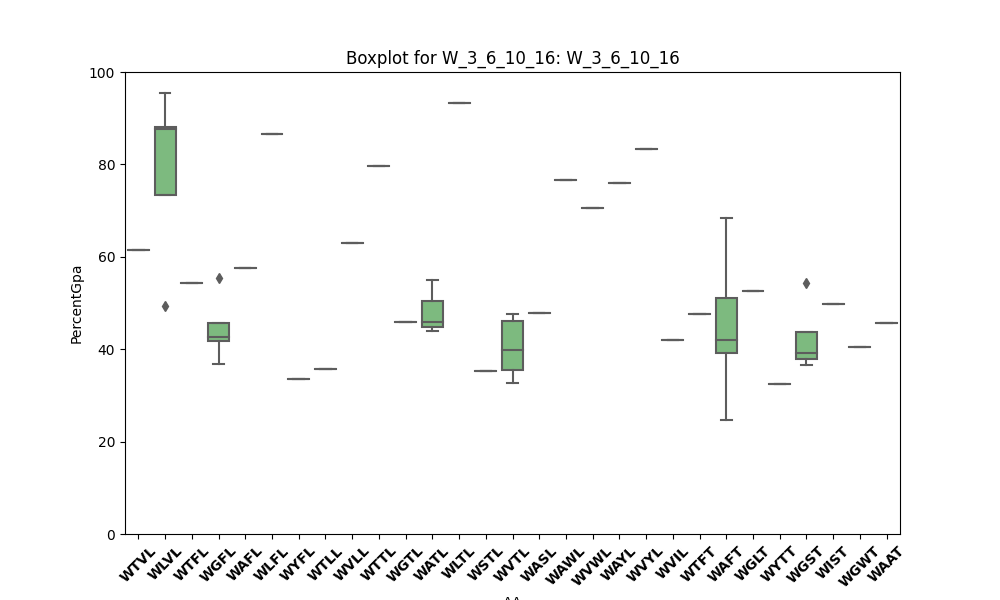 Boxplot for W_3_6_10_16: W_3_6_10_16
100
80
60
40
20
0
PercentGpa
WTVL WLVL WTFL WGFL WAFL WLFL WYFL WTLL WVLL WTTL WGTL WATL WLTL WSTL WVTL WASL WAWL WVWL WAYL WVYL WVIL WTFT WAFT WGLT WYTT WGST WIST WGWT WAAT